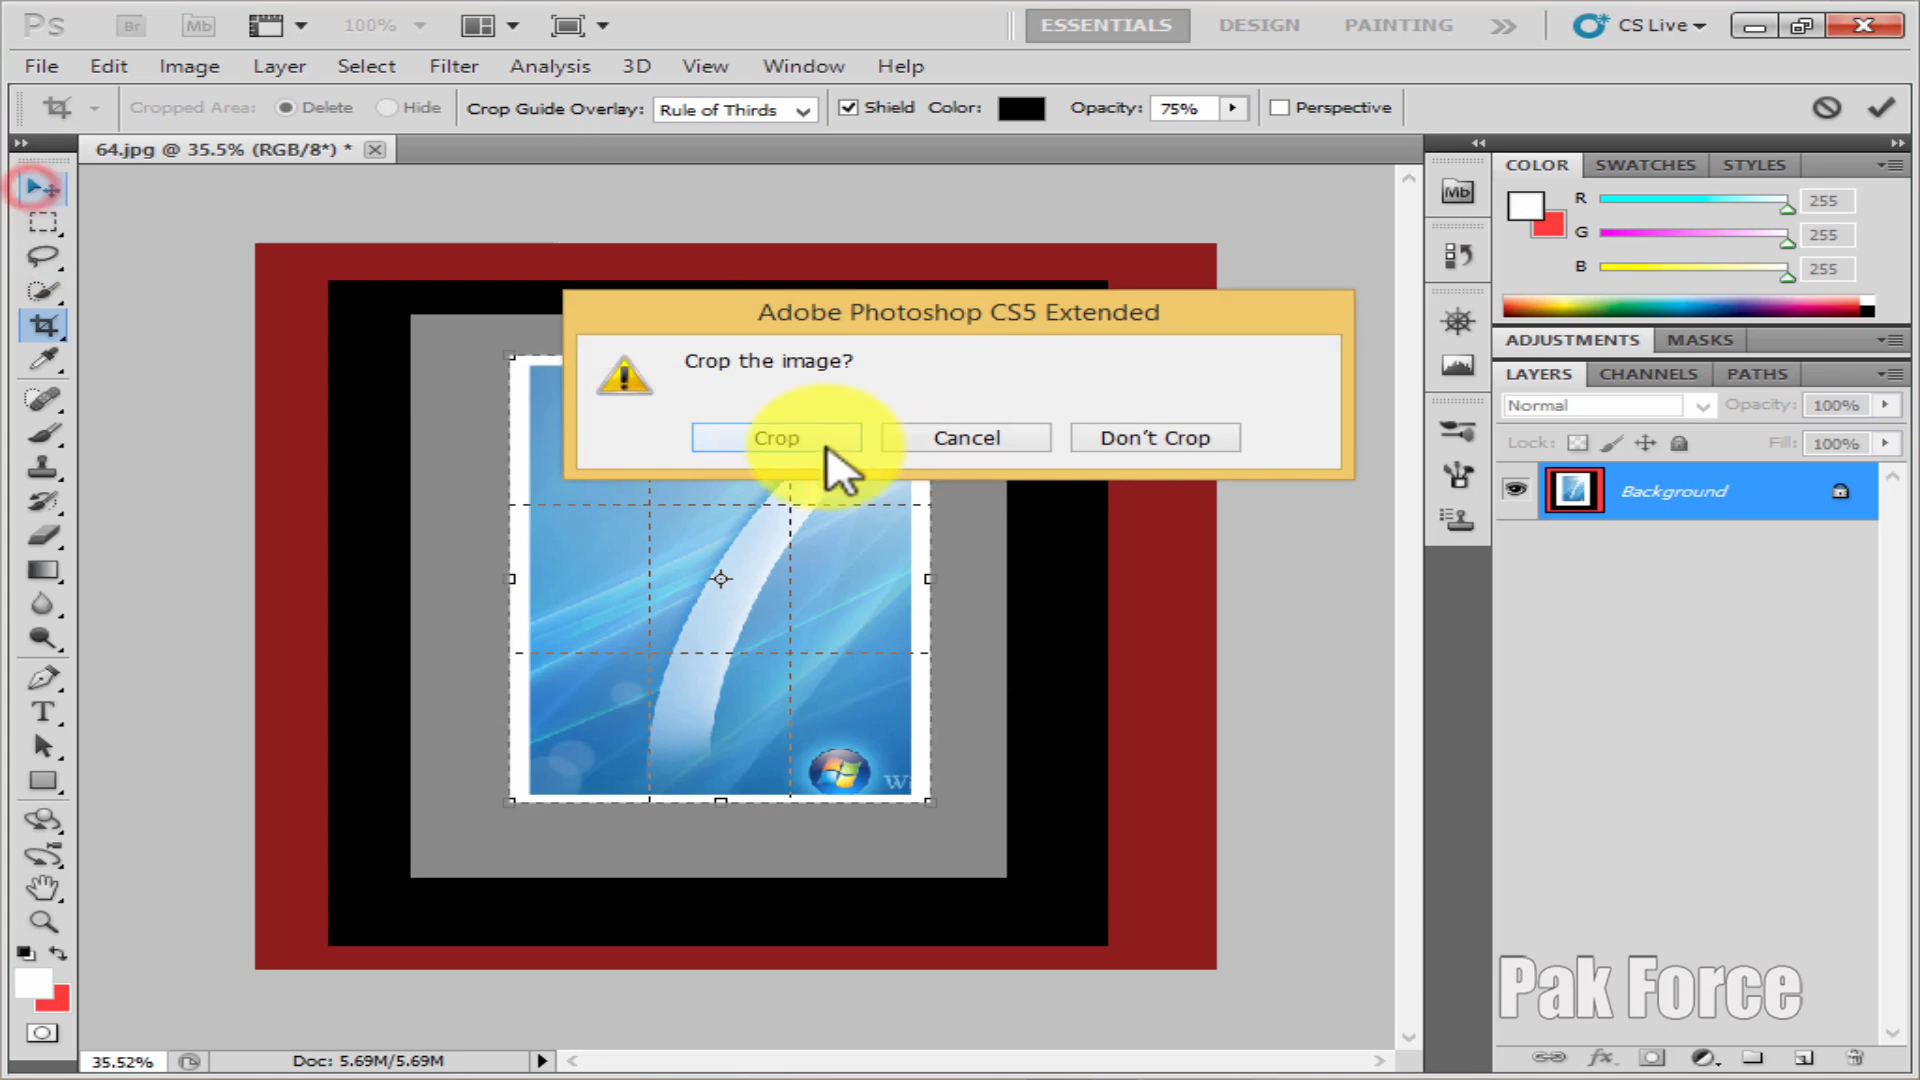 Ps Br Mb 100% ESSENTIALS DESIGN PAINTING CS Live
File Edit Image Layer Select Filter Analysis 3D View Window Help
Cropped Area: Delete Hide Crop Guide Overlay: Rule of Thirds Shield Color: Opacity: 75% Perspective
64.jpg @ 35.5% (RGB/8*) *
COLOR SWATCHES STYLES
Mb
R 255
G 255
B 255
Adobe Photoshop CS5 Extended
Crop the image?
Crop Cancel Don't Crop
ADJUSTMENTS MASKS
LAYERS CHANNELS PATHS
Normal Opacity: 100%
Lock: Fill: 100%
Background
T
Wi
Pak Force
35.52% Doc: 5.69M/5.69M
fx